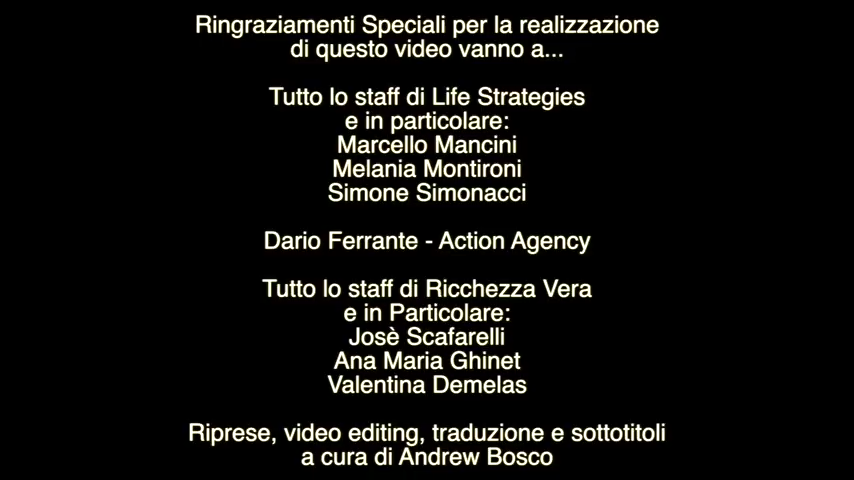 Ringraziamenti Speciali per la realizzazione
di questo video vanno a...
Tutto lo staff di Life Strategies
e in particolare:
Marcello Mancini
Melania Montironi
Simone Simonacci
Dario Ferrante - Action Agency
Tutto lo staff di Ricchezza Vera
e in Particolare:
Josè Scafarelli
Ana Maria Ghinet
Valentina Demelas
Riprese, video editing, traduzione e sottotitoli
a cura di Andrew Bosco